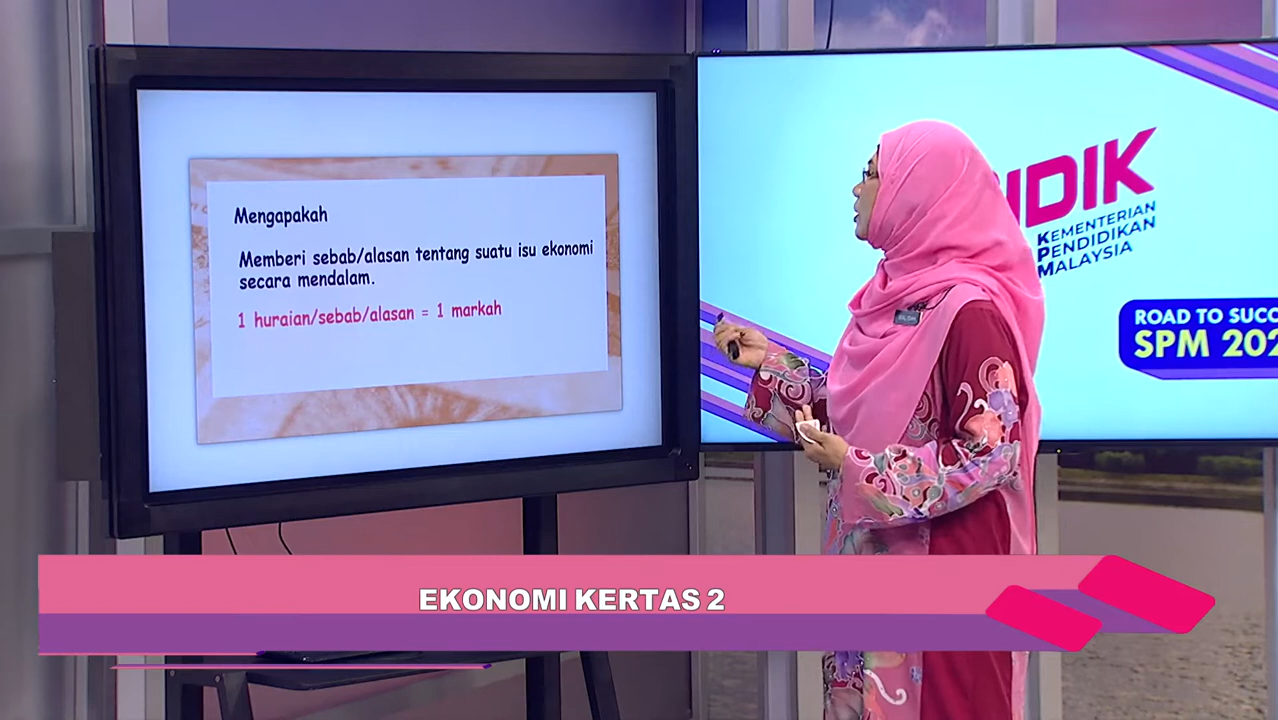 Mengapakah
Memberi sebab/alasan tentang suatu isu ekonomi
secara mendalam.
1 huraian/sebab/alasan = 1 markah
IDIK
KEMENTERIAN
PENDIDIKAN
MALAYSIA
ROAD TO SUCC
SPM 202
EKONOMI KERTAS 2